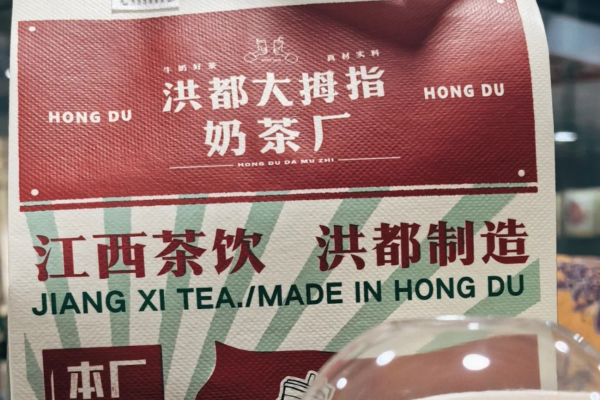 牛奶好茶 真材实料
HONG DU 洪都大拇指 HONG DU
奶茶厂
HONG DU DA MU ZHI
江西茶饮 洪都制造
JIANG XI TEA./MADE IN HONG DU
本厂